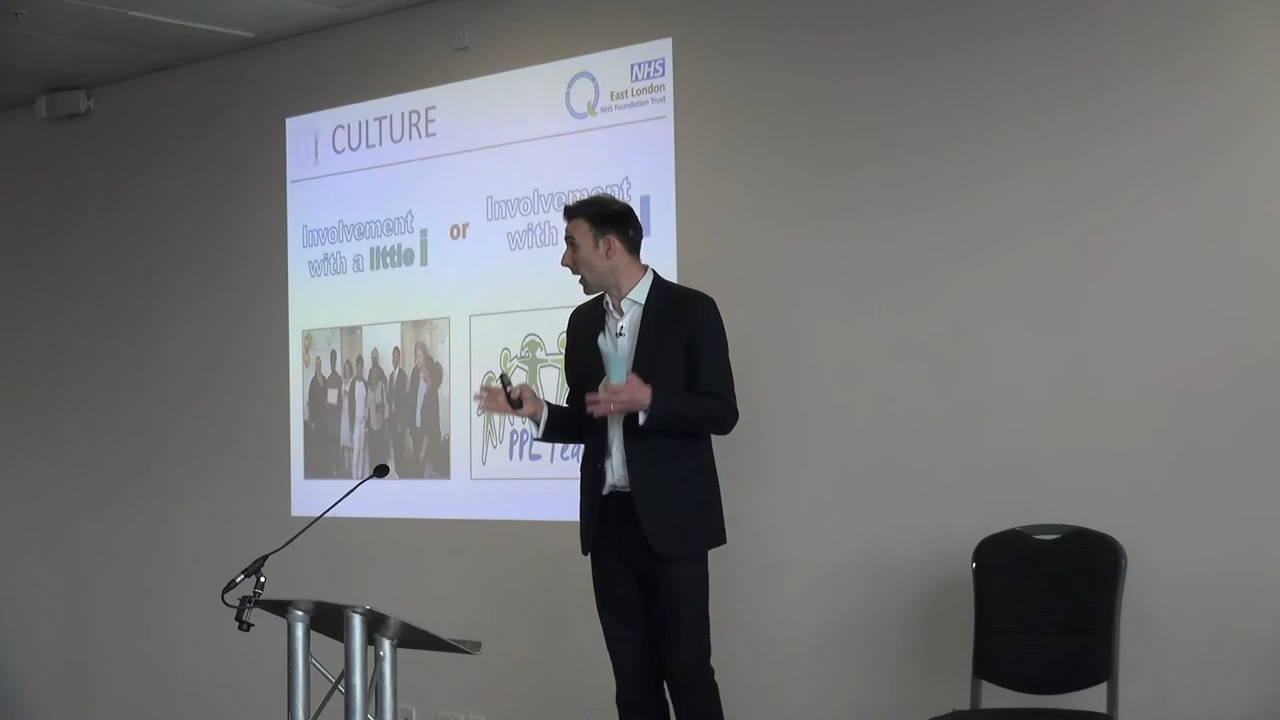 CULTURE
NHS
East London
NHS Foundation Trust
Involvement
with a little i
or
Involvement
with
PPL